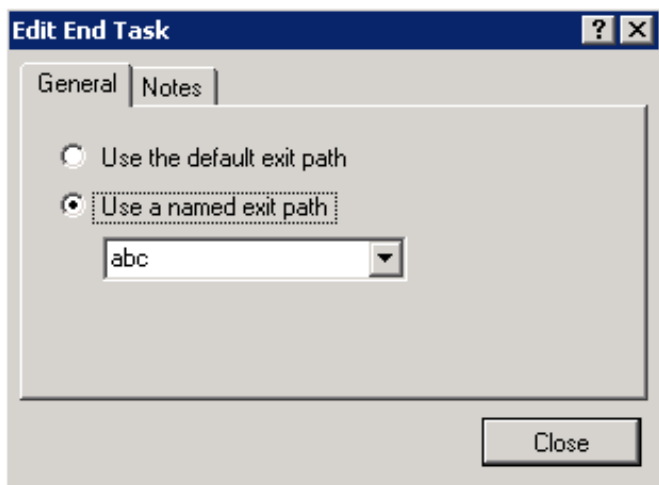 Edit End Task
General Notes
Use the default exit path
Use a named exit path
abc
Close